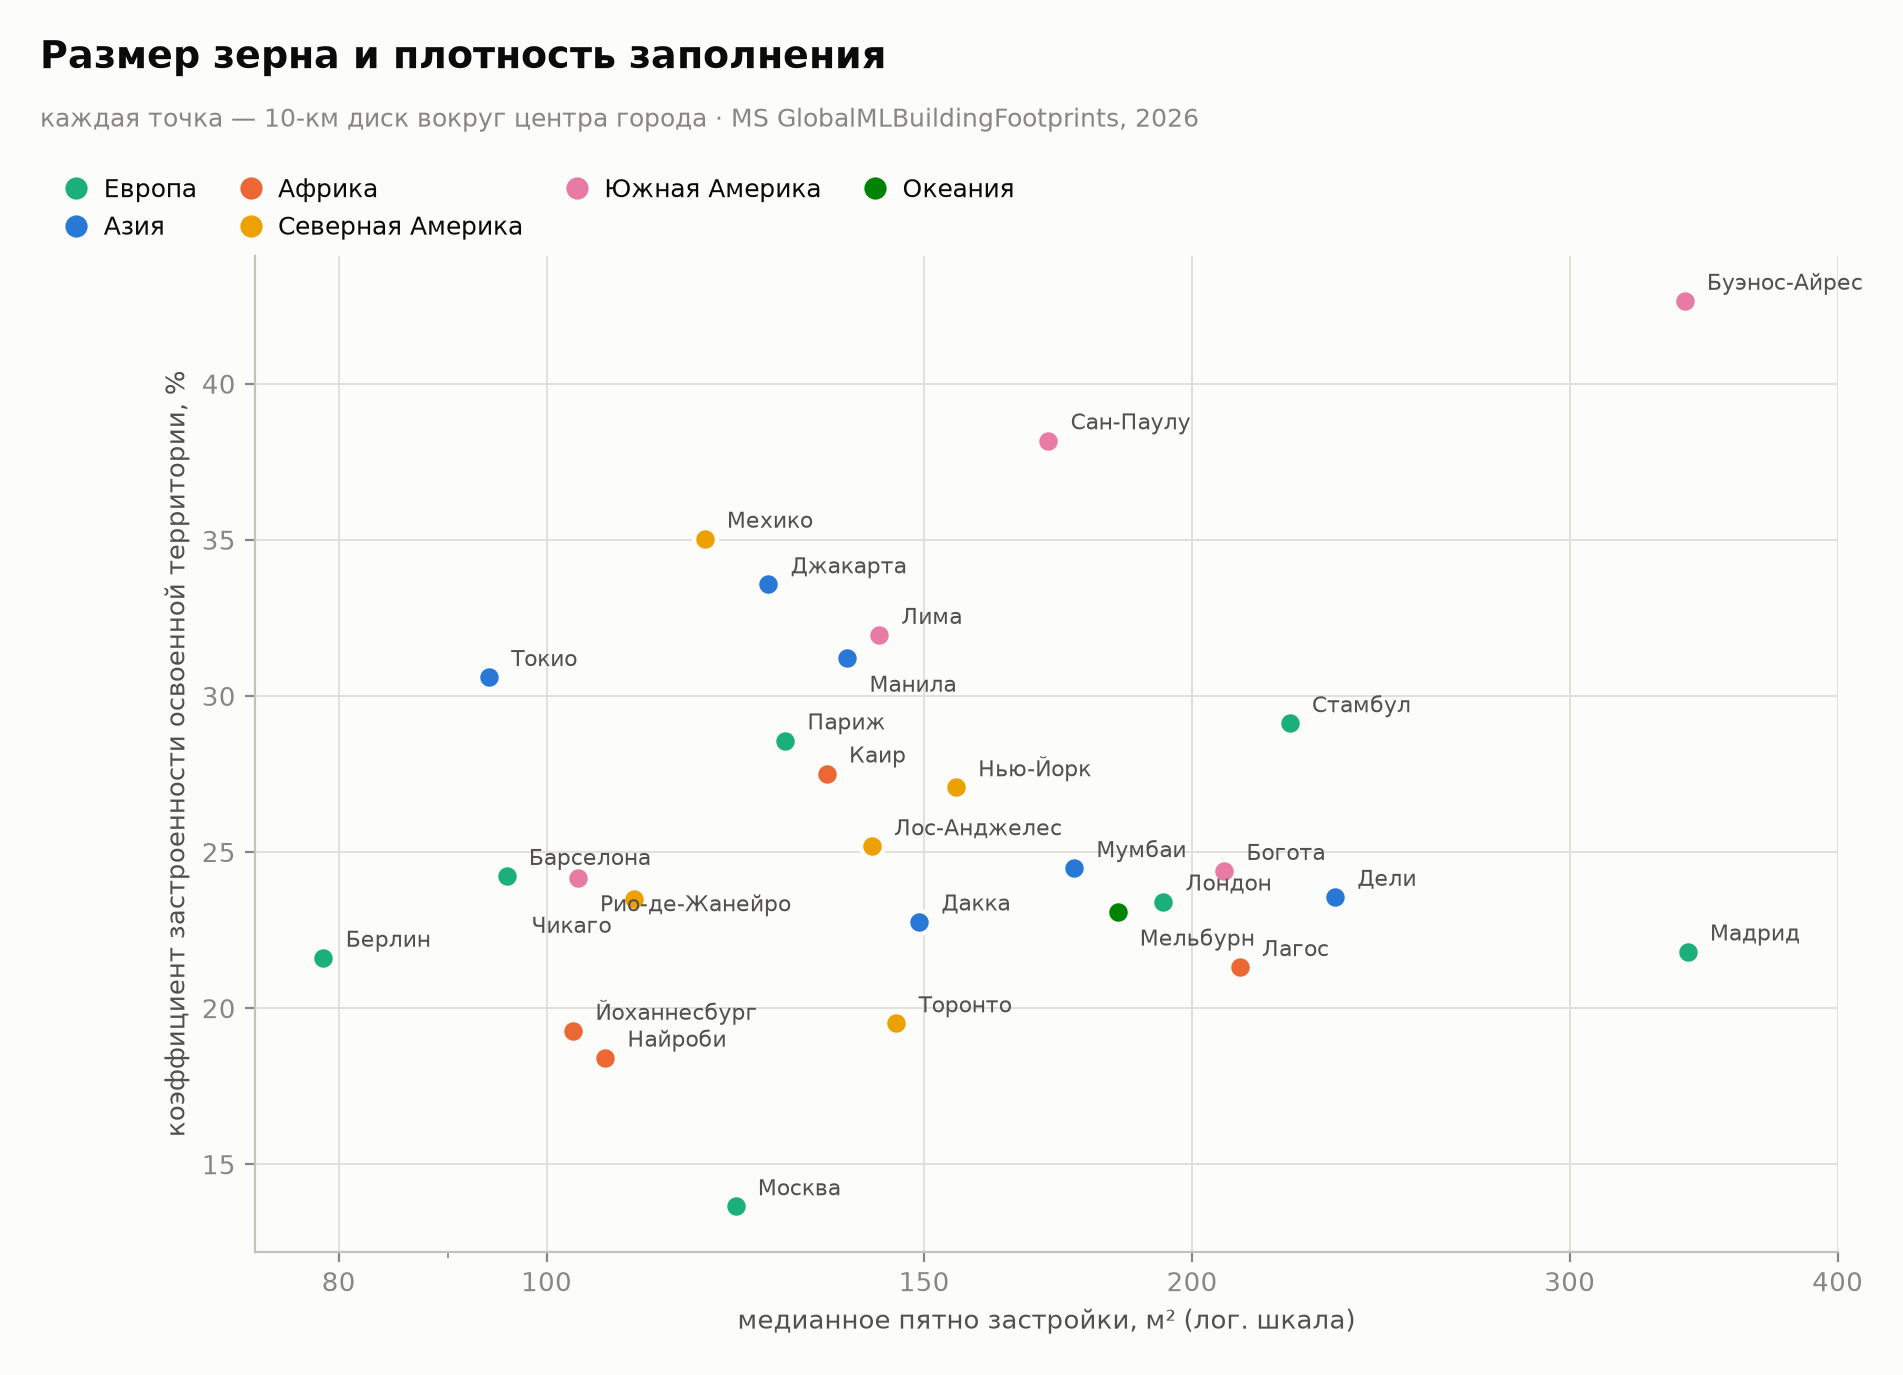 Размер зерна и плотность заполнения
каждая точка — 10-км диск вокруг центра города · MS GlobalMLBuildingFootprints, 2026
Европа
Африка
Южная Америка
Океания
Азия
Северная Америка
Буэнос-Айрес
40
Сан-Паулу
35
Мехико
Джакарта
Лима
Токио
Манила
30
Стамбул
Париж
Каир
Нью-Йорк
Лос-Анджелес
25
Мумбаи
Богота
Барселона
Лондон
Дели
Рио-де-Жанейро
Дакка
Чикаго
Берлин
Мельбурн
Лагос
Мадрид
20
Торонто
Йоханнесбург
Найроби
15
Москва
коэффициент застроенности освоенной территории, %
80
100
150
200
300
400
медианное пятно застройки, м² (лог. шкала)